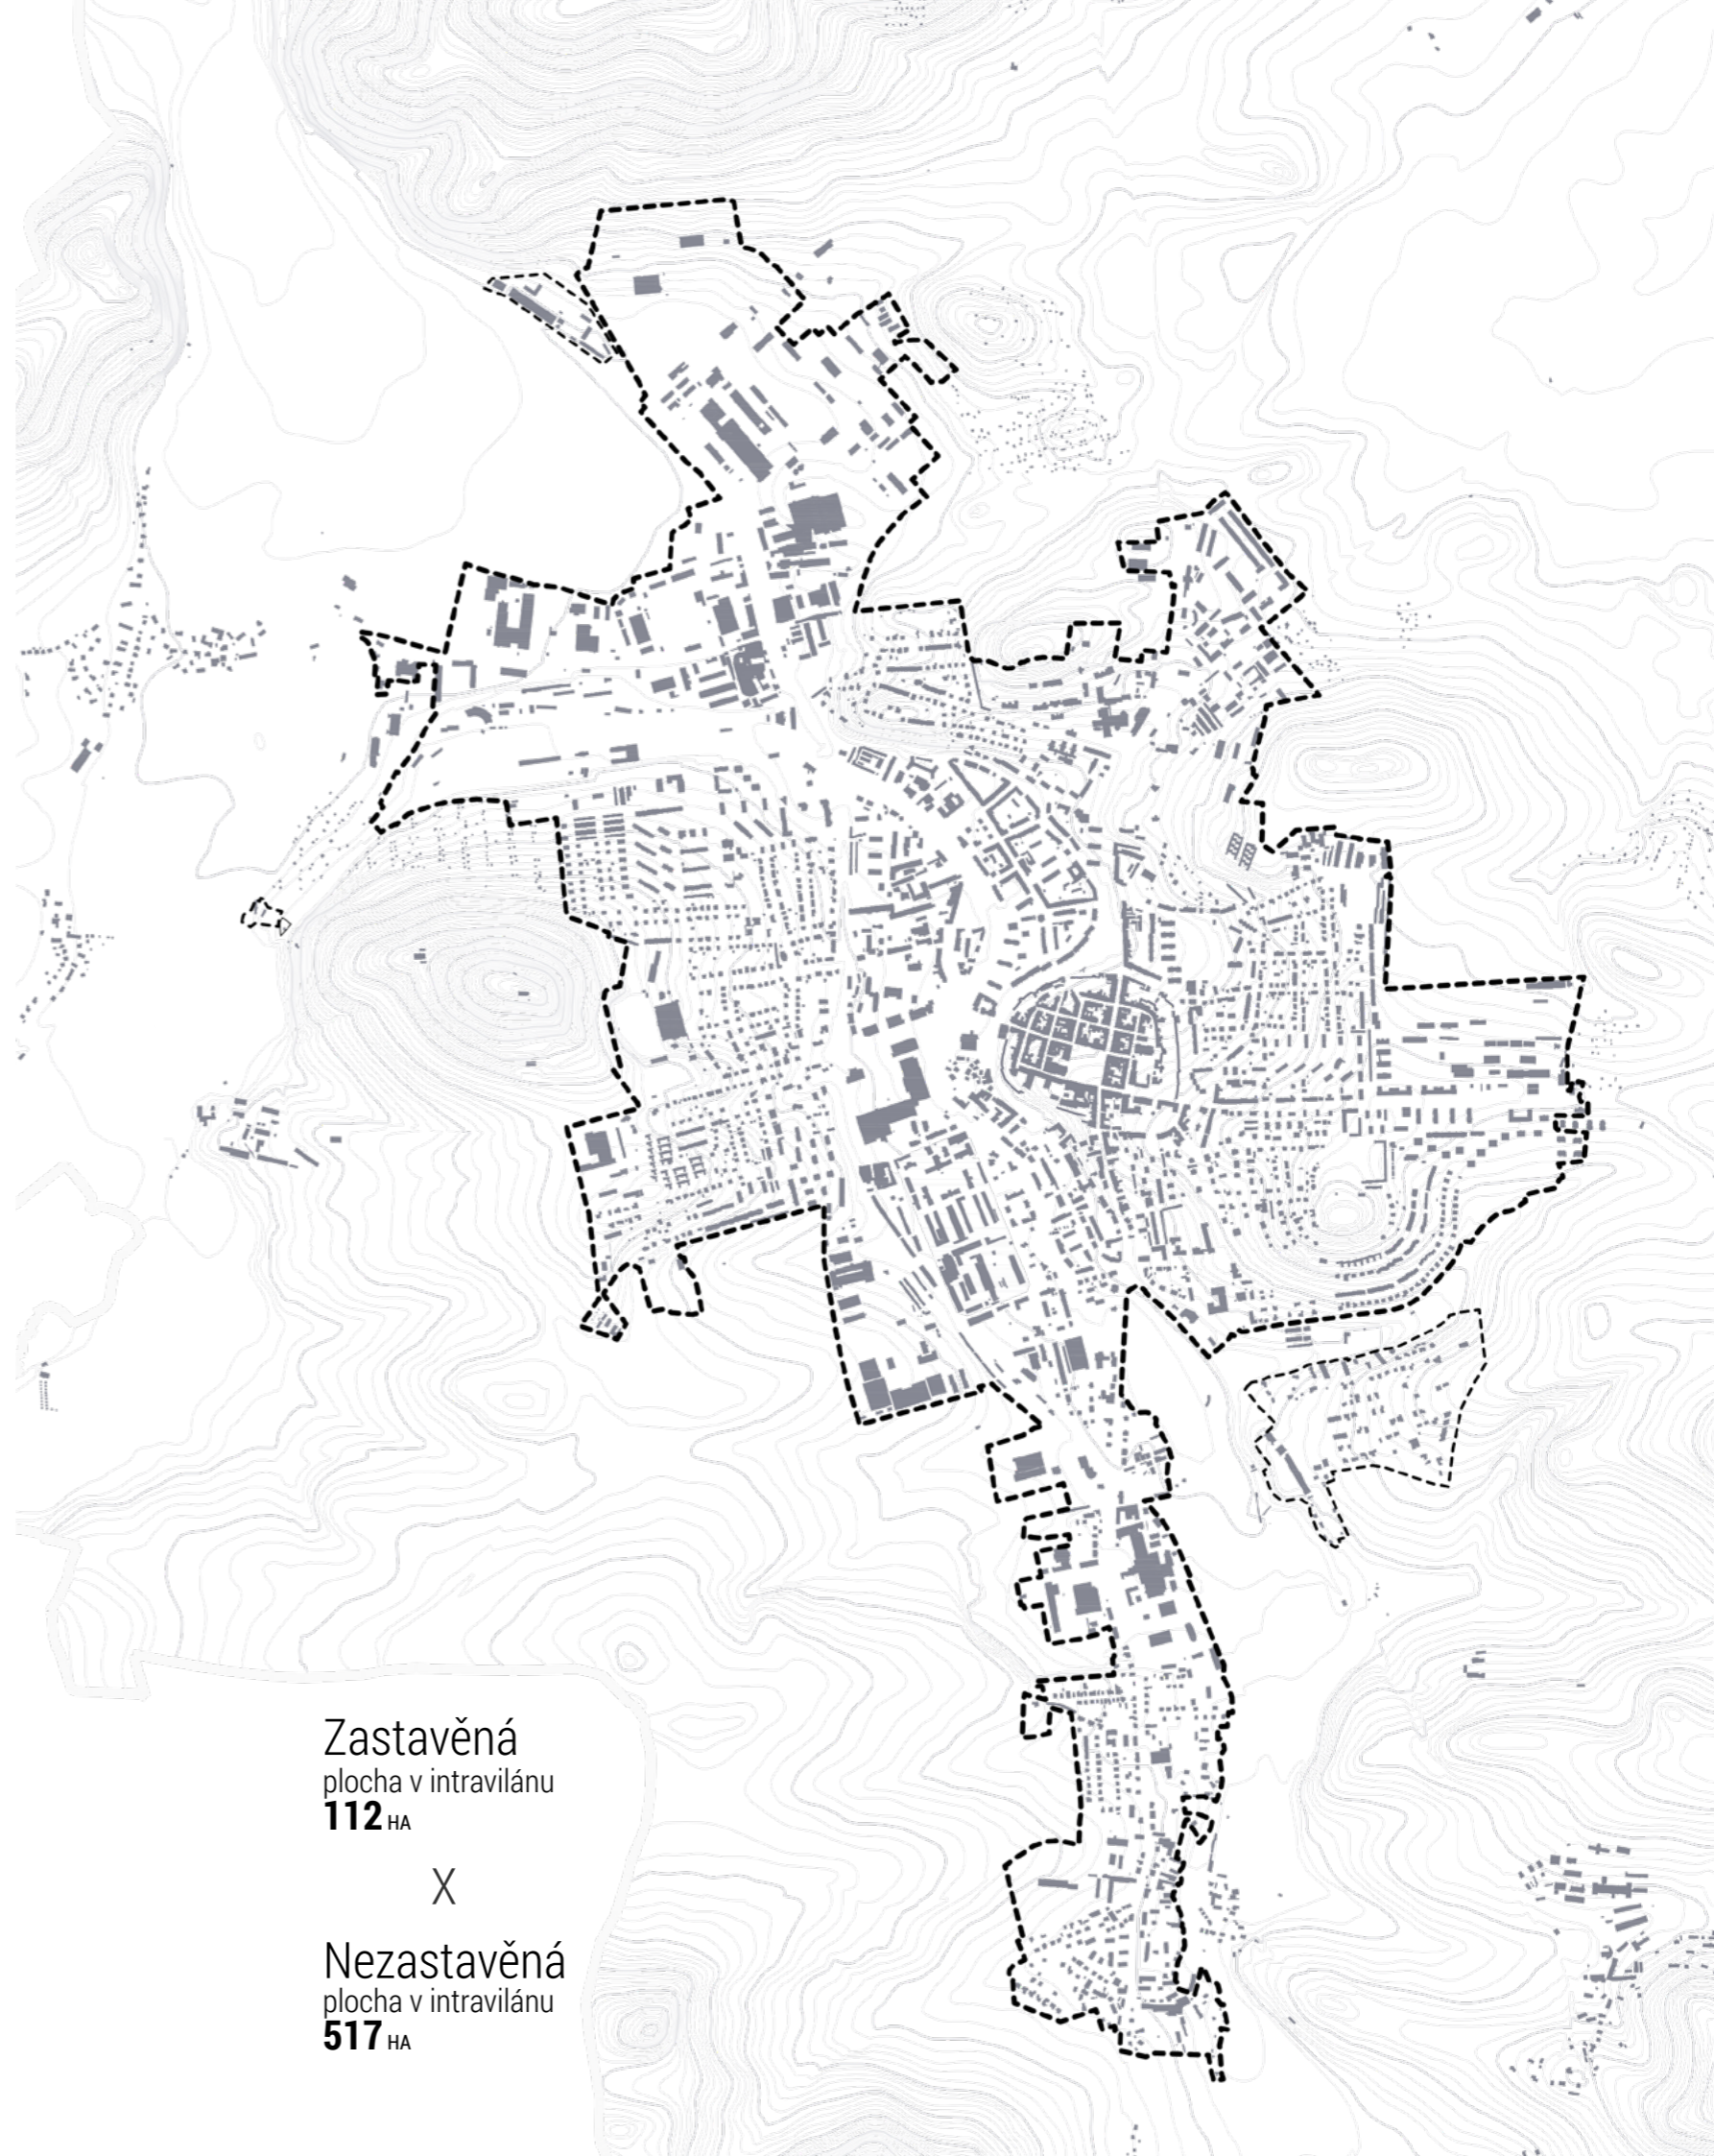 Zastavěná
plocha v intravilánu
112 HA
X
Nezastavěná
plocha v intravilánu
517 HA